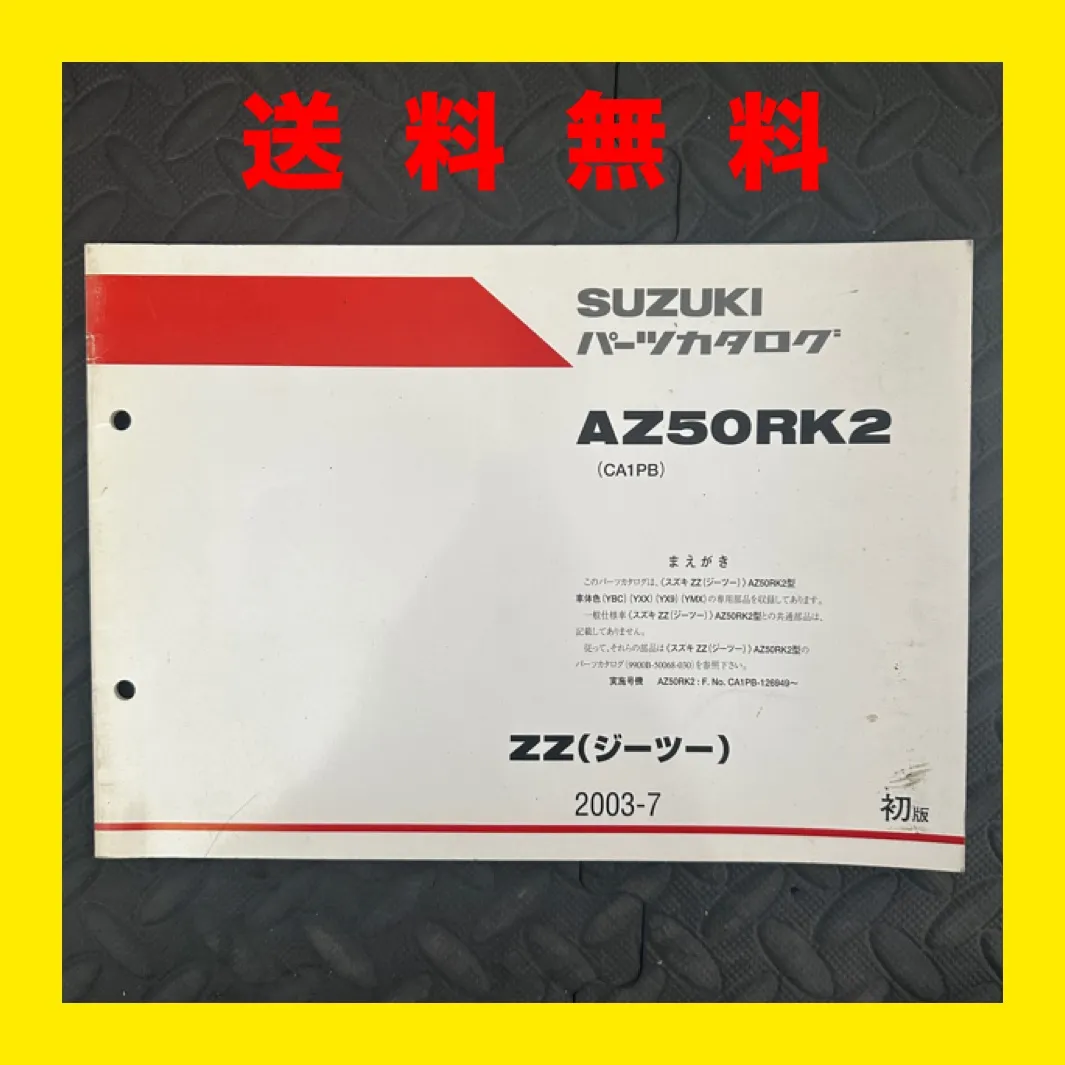 送料無料
SUZUKI
パーツカタログ
AZ50RK2
(CA1PB)
まえがき
このパーツカタログは、《スズキ ZZ(ジーツー)》AZ50RK2型
車体色(YBC)(YXX)(YX9)(YMX)の専用部品を収録してあります。
一般仕様車《スズキ ZZ(ジーツー)》AZ50RK2型との共通部品は、
記載してありません。
従って、それらの部品は《スズキ ZZ(ジーツー)》AZ50RK2型の
パーツカタログ(9900B-50068-030)を参照下さい。
実施号機 AZ50RK2 : F. No. CA1PB-126949～
ZZ(ジーツー)
2003-7
初版